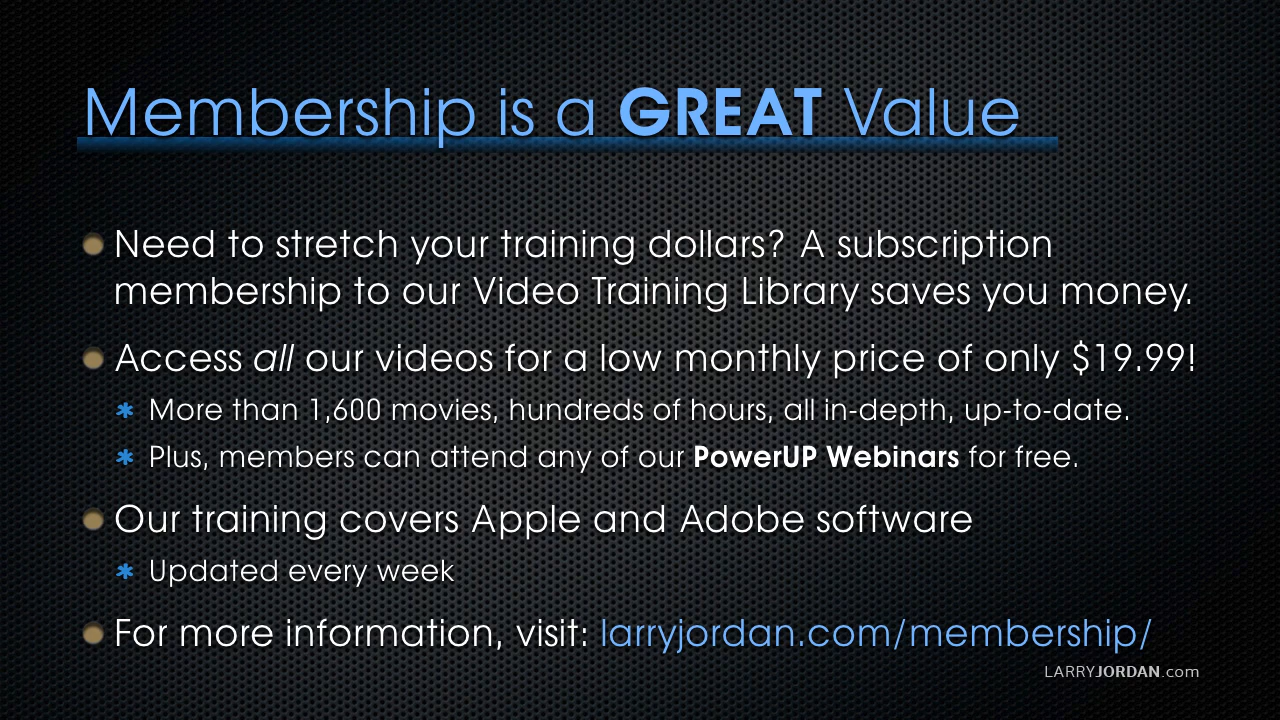 Membership is a GREAT Value
Need to stretch your training dollars? A subscription
membership to our Video Training Library saves you money.
Access all our videos for a low monthly price of only $19.99!
More than 1,600 movies, hundreds of hours, all in-depth, up-to-date.
Plus, members can attend any of our PowerUP Webinars for free.
Our training covers Apple and Adobe software
Updated every week
For more information, visit: larryjordan.com/membership/
LARRYJORDAN.com